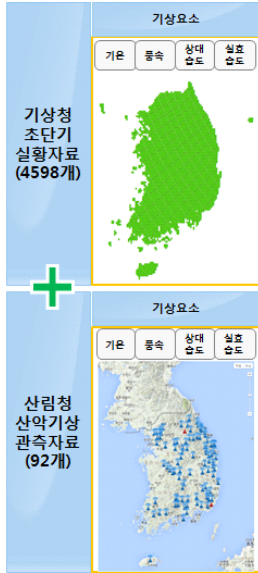 기상요소
기온 풍속 상대습도 실효습도
기상청
초단기
실황자료
(4598개)
기상요소
기온 풍속 상대습도 실효습도
산림청
산악기상
관측자료
(92개)